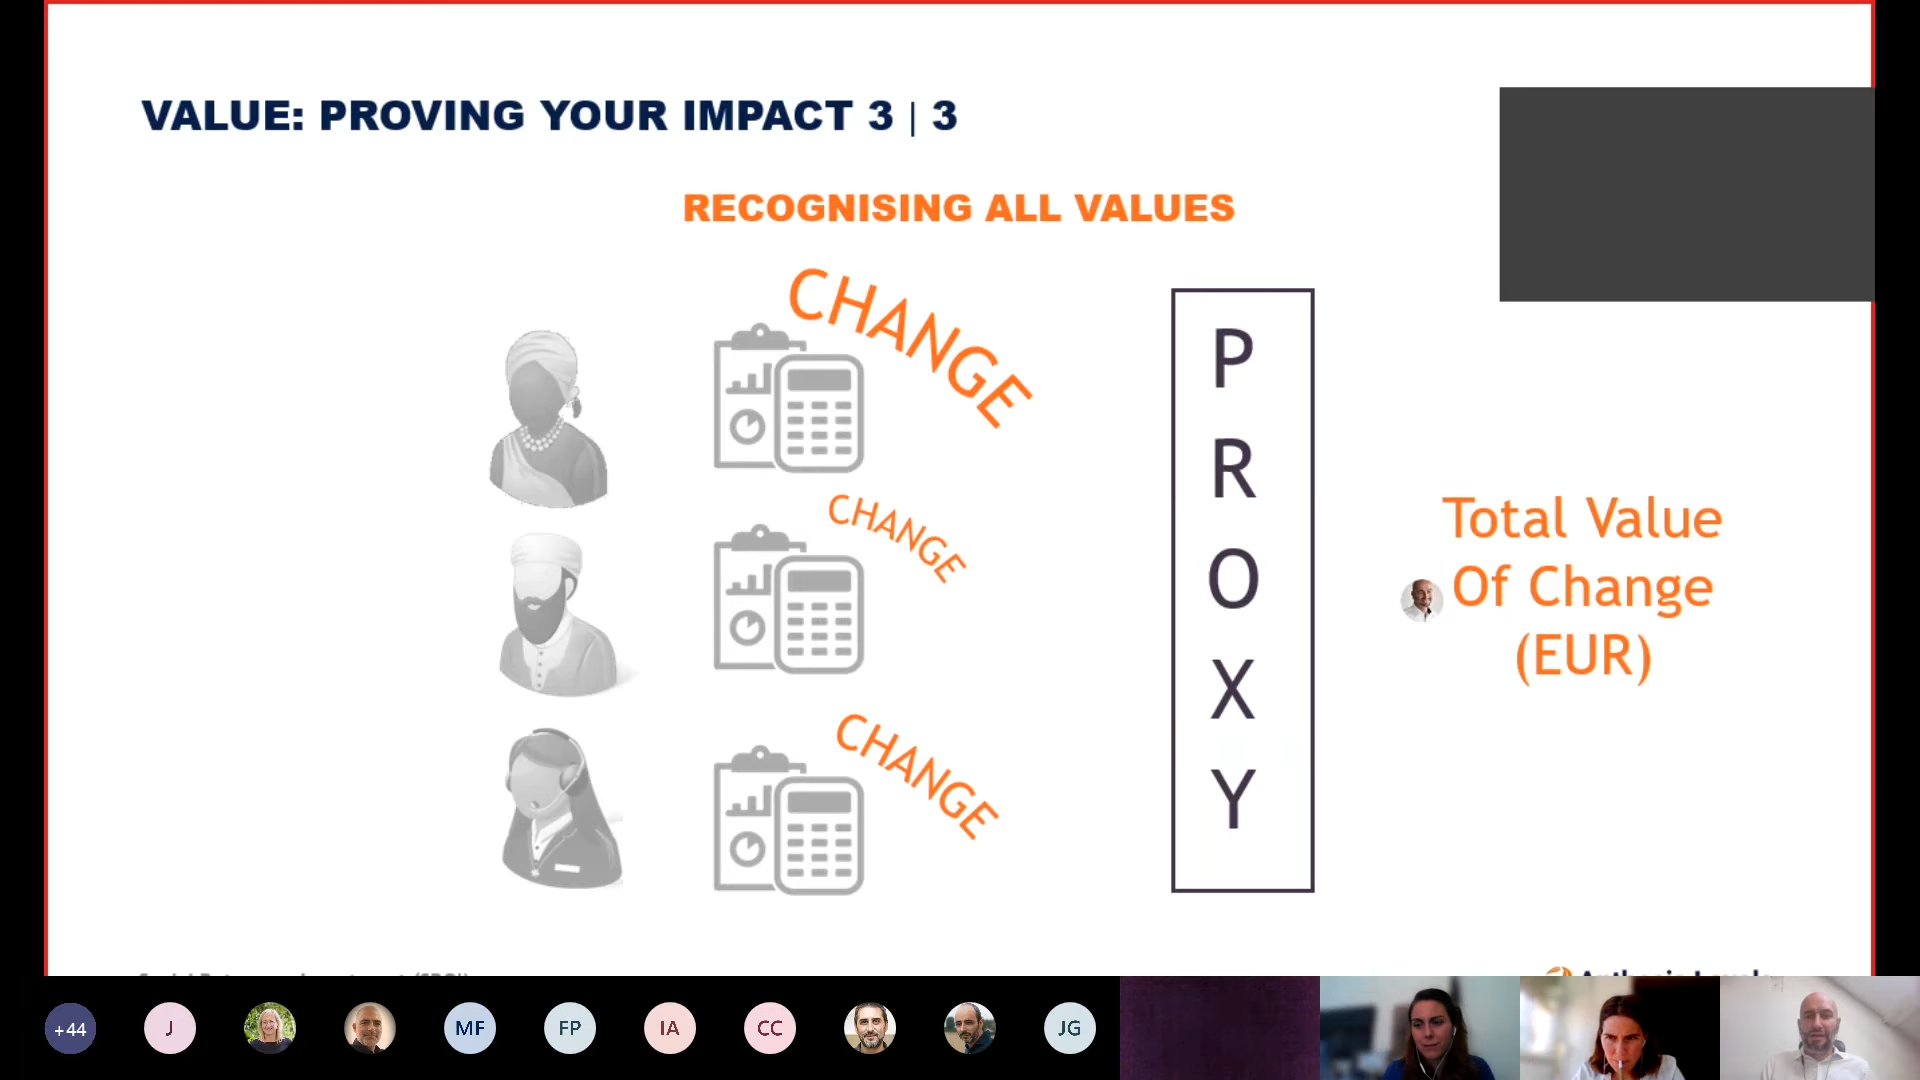 VALUE: PROVING YOUR IMPACT 3 | 3
RECOGNISING ALL VALUES
CHANGE
CHANGE
CHANGE
P
R
O
X
Y
Total Value
Of Change
(EUR)
+44
J
MF
FP
IA
CC
JG